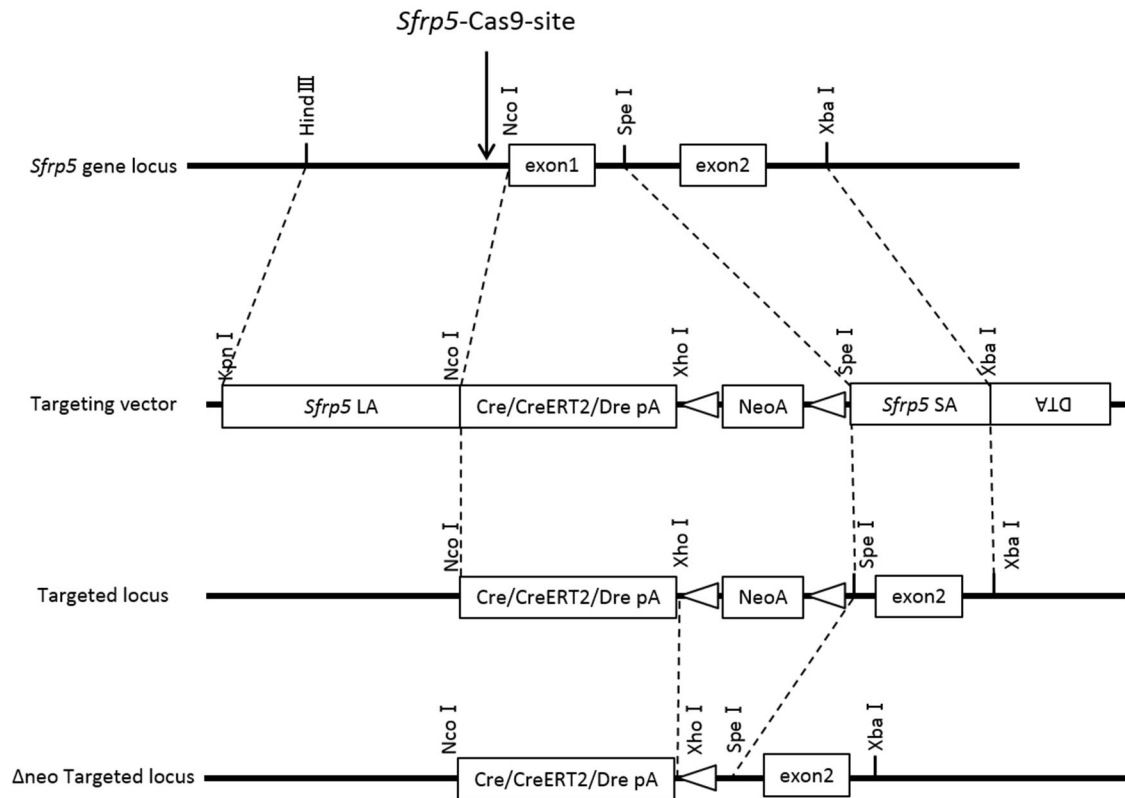 Sfrp5-Cas9-site
HindⅢ
Nco Ⅰ
Spe Ⅰ
Xba Ⅰ
Sfrp5 gene locus
exon1
exon2
Kpn Ⅰ
Nco Ⅰ
Xho Ⅰ
Spe Ⅰ
Xba Ⅰ
Targeting vector
Sfrp5 LA
Cre/CreERT2/Dre pA
NeoA
Sfrp5 SA
DTA
Nco Ⅰ
Xho Ⅰ
Spe Ⅰ
Xba Ⅰ
Targeted locus
Cre/CreERT2/Dre pA
NeoA
exon2
Nco Ⅰ
Xho Ⅰ
Spe Ⅰ
Xba Ⅰ
Δneo Targeted locus
Cre/CreERT2/Dre pA
exon2